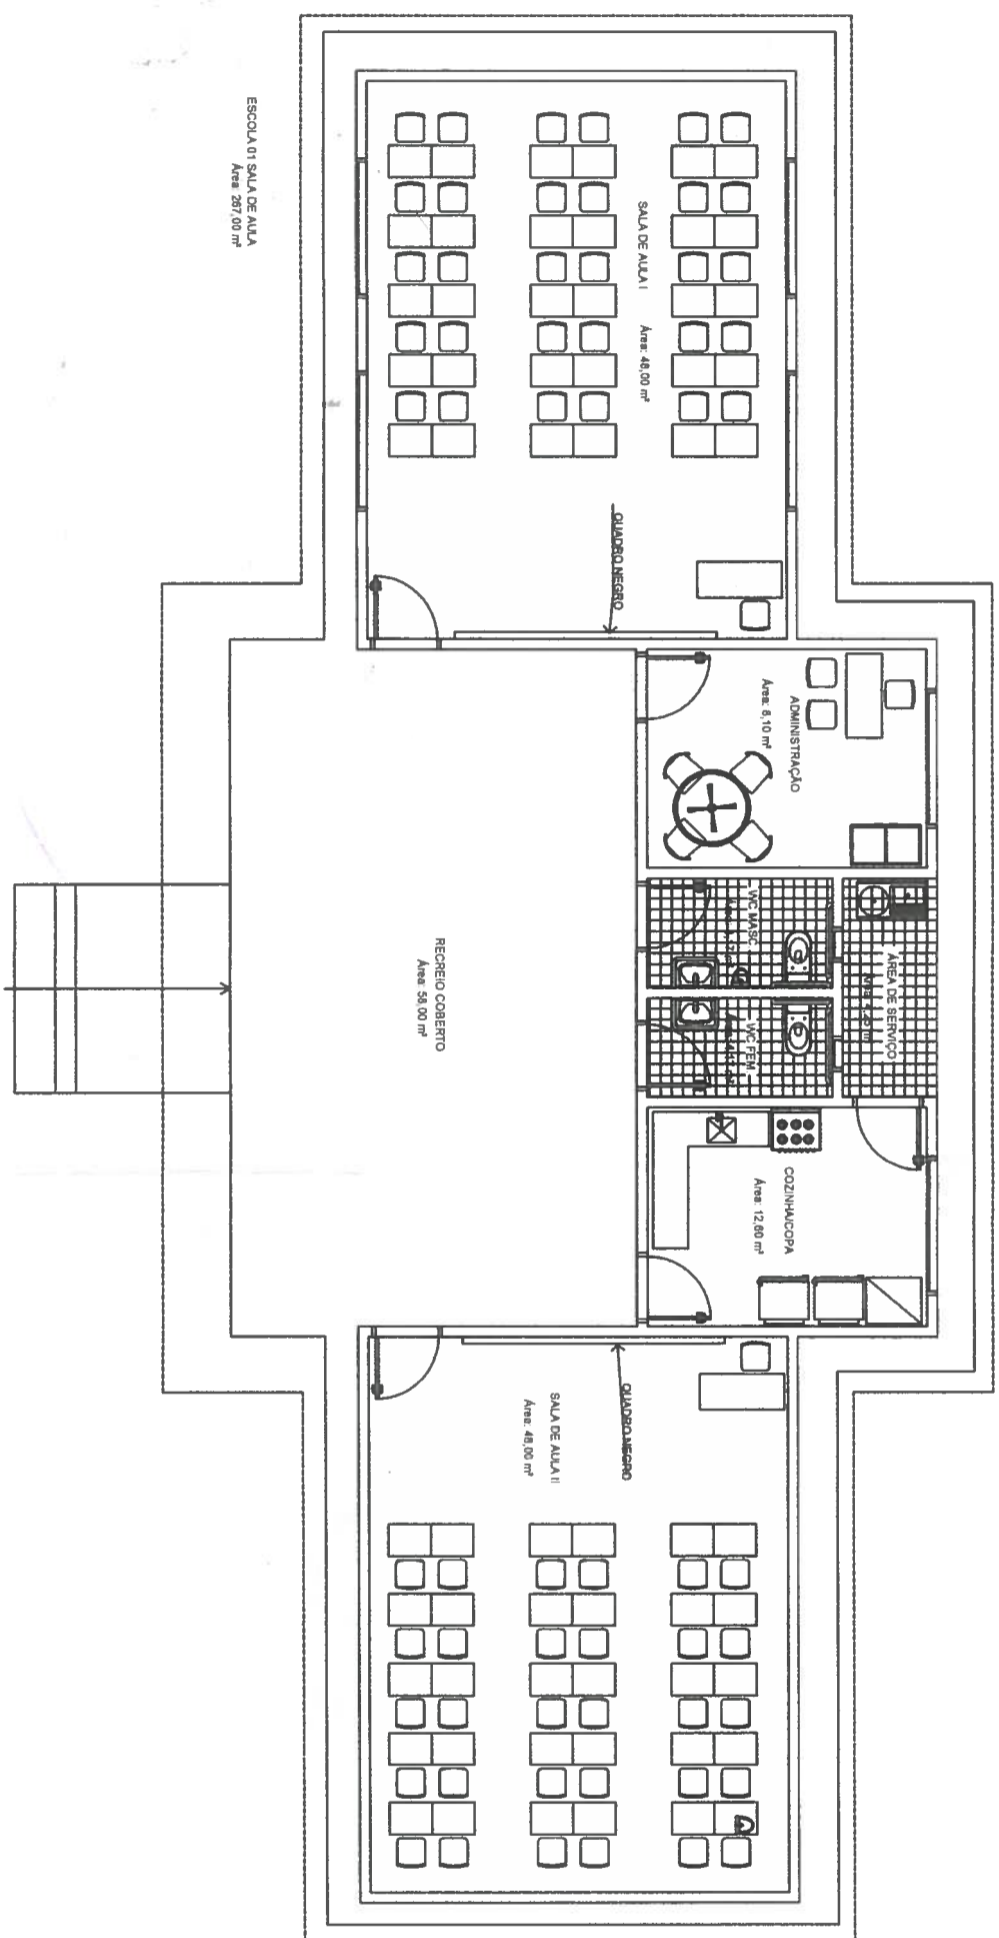 ESCOLA 01 SALA DE AULA
Área: 267,00 m²
SALA DE AULA I
Área: 48,00 m²
QUADRO NEGRO
ADMINISTRAÇÃO
Área: 8,10 m²
WC MASC
WC FEM
ÁREA DE SERVIÇO
RECREIO COBERTO
Área: 58,00 m²
COZINHA/COPA
Área: 12,60 m²
QUADRO NEGRO
SALA DE AULA II
Área: 48,00 m²